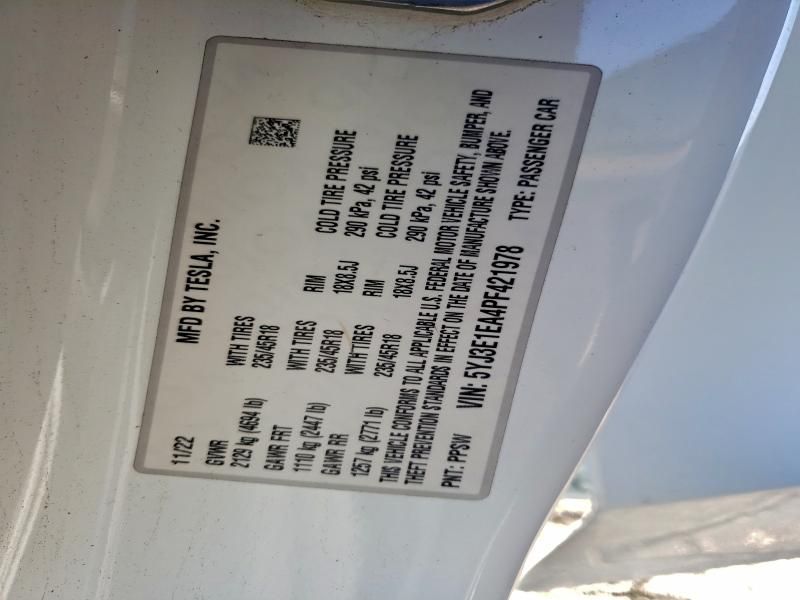 MFD BY TESLA, INC.
11/22
GVWR WITH TIRES
2129 kg (4694 lb) 235/45R18
GAWR FRT WITH TIRES RIM COLD TIRE PRESSURE
1110 kg (2447 lb) 235/45R18 18X8.5J 290 kPa, 42 psi
GAWR RR WITH TIRES RIM COLD TIRE PRESSURE
1257 kg (2771 lb) 235/45R18 18X8.5J 290 kPa, 42 psi
THIS VEHICLE CONFORMS TO ALL APPLICABLE U.S. FEDERAL MOTOR VEHICLE SAFETY, BUMPER, AND
THEFT PREVENTION STANDARDS IN EFFECT ON THE DATE OF MANUFACTURE SHOWN ABOVE.
PNT: PPSW VIN: 5YJ3E1EA4PF421978 TYPE: PASSENGER CAR